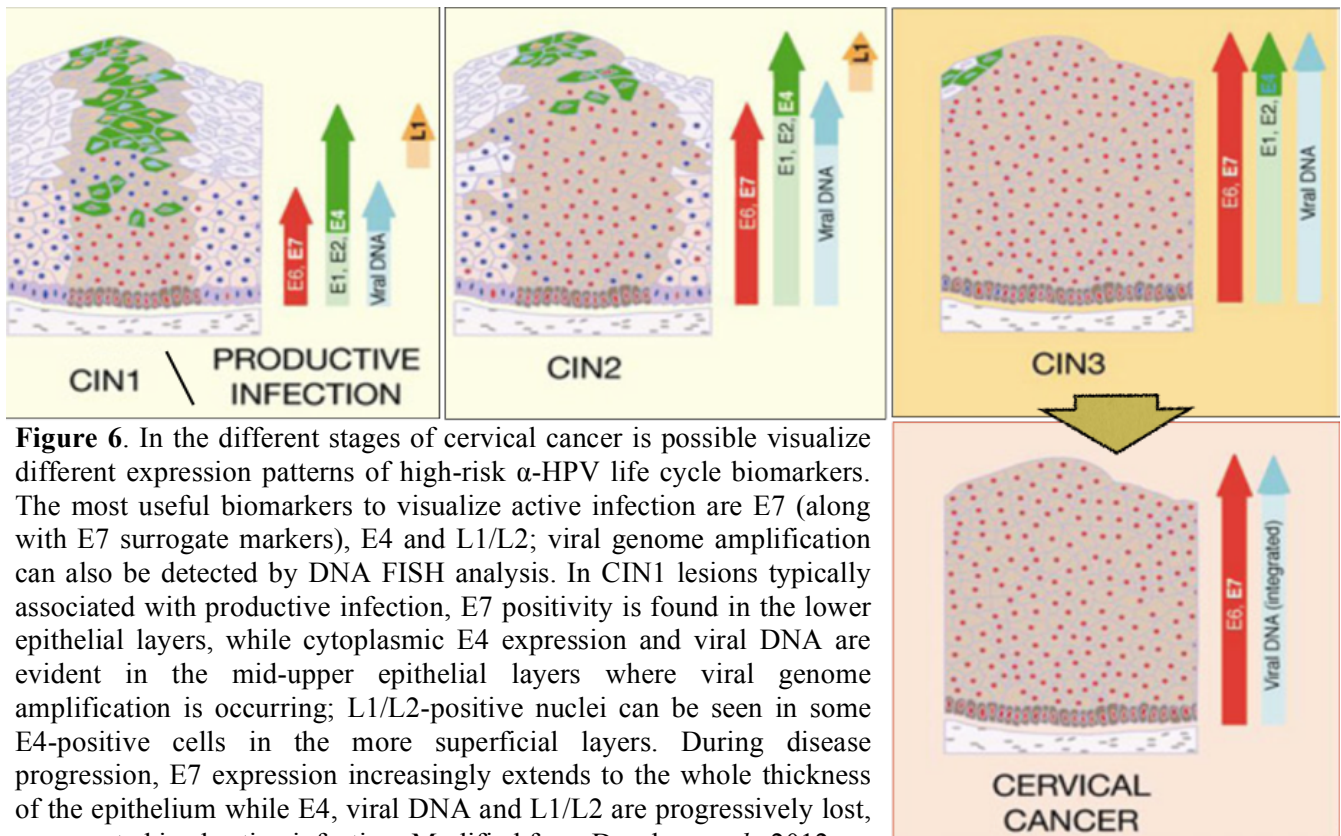 E6, E7
E1, E2, E4
Viral DNA
L1
CIN1 \ PRODUCTIVE
INFECTION
E6, E7
E1, E2, E4
Viral DNA
L1
CIN2
E6, E7
E1, E2, E4
Viral DNA
CIN3
Figure 6. In the different stages of cervical cancer is possible visualize
different expression patterns of high-risk α-HPV life cycle biomarkers.
The most useful biomarkers to visualize active infection are E7 (along
with E7 surrogate markers), E4 and L1/L2; viral genome amplification
can also be detected by DNA FISH analysis. In CIN1 lesions typically
associated with productive infection, E7 positivity is found in the lower
epithelial layers, while cytoplasmic E4 expression and viral DNA are
evident in the mid-upper epithelial layers where viral genome
amplification is occurring; L1/L2-positive nuclei can be seen in some
E4-positive cells in the more superficial layers. During disease
progression, E7 expression increasingly extends to the whole thickness
of the epithelium while E4, viral DNA and L1/L2 are progressively lost,
E6, E7
Viral DNA (integrated)
CERVICAL
CANCER